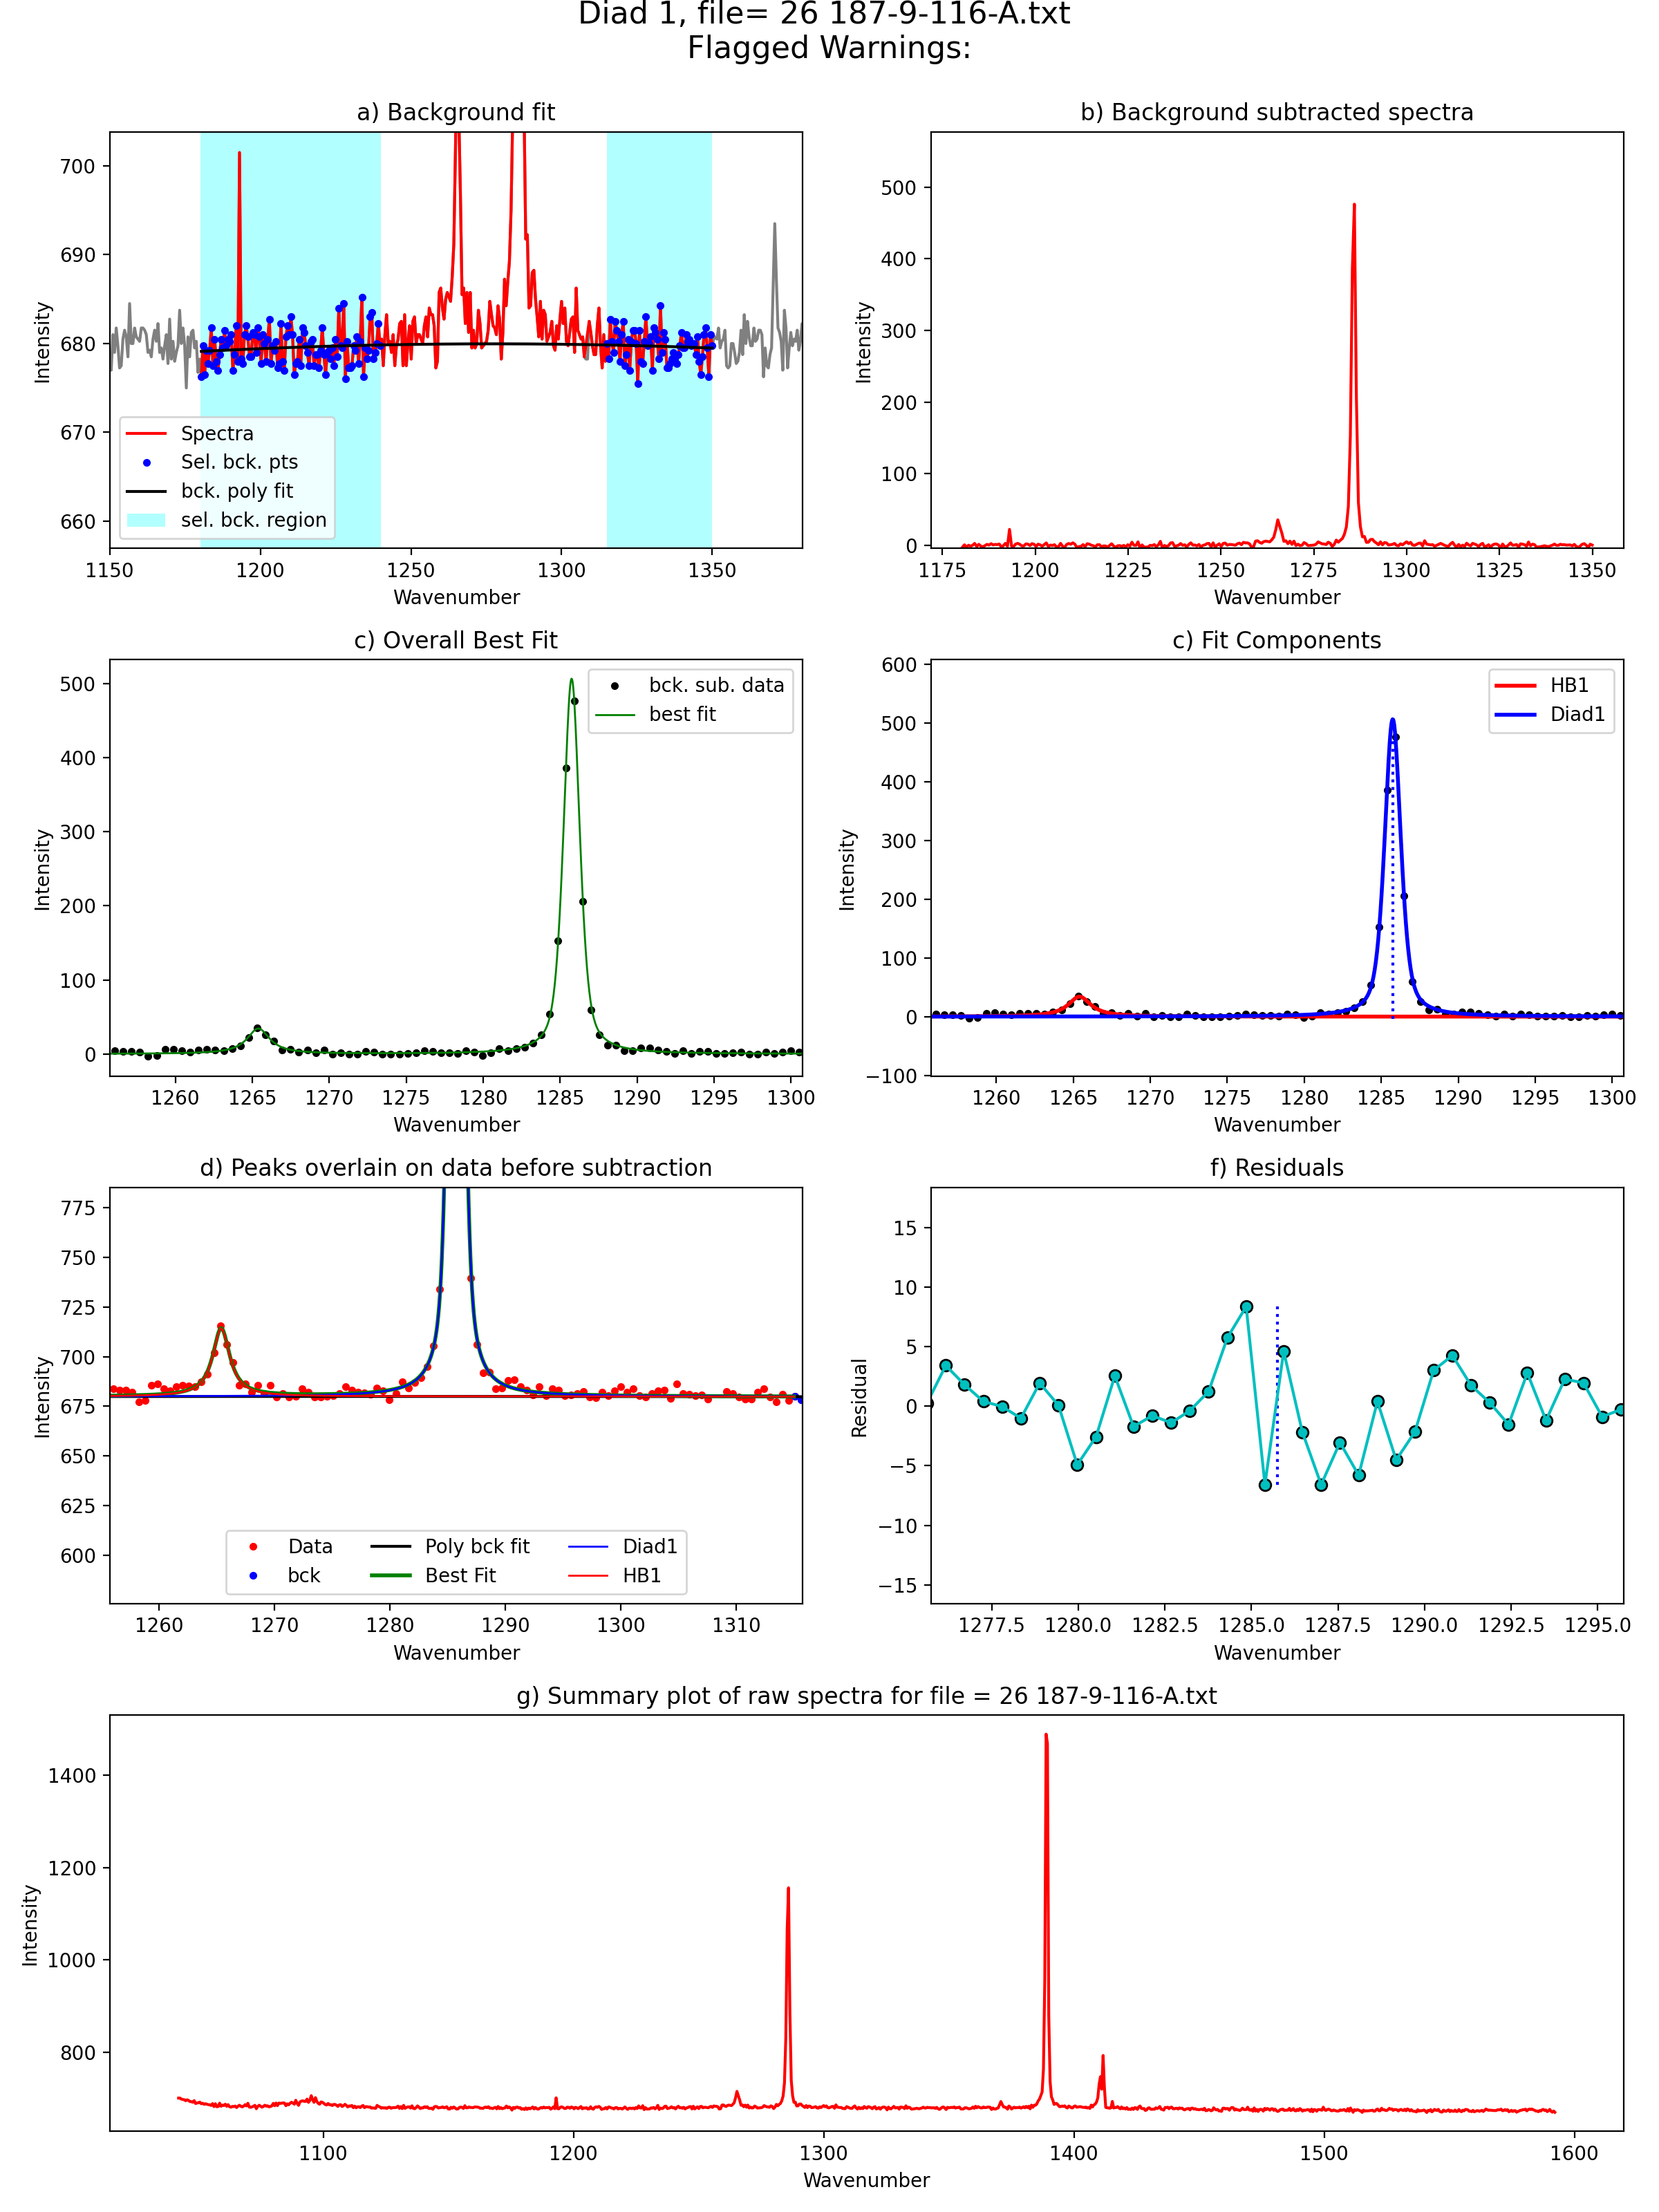 Diad 1, file= 26 187-9-116-A.txt
Flagged Warnings:
a) Background fit
700
690
680
670
660
Intensity
Spectra
Sel. bck. pts
bck. poly fit
sel. bck. region
1150 1200 1250 1300 1350
Wavenumber
b) Background subtracted spectra
500
400
300
200
100
0
Intensity
1175 1200 1225 1250 1275 1300 1325 1350
Wavenumber
c) Overall Best Fit
500
400
300
200
100
0
Intensity
bck. sub. data
best fit
1260 1265 1270 1275 1280 1285 1290 1295 1300
Wavenumber
c) Fit Components
600
500
400
300
200
100
0
−100
Intensity
HB1
Diad1
1260 1265 1270 1275 1280 1285 1290 1295 1300
Wavenumber
d) Peaks overlain on data before subtraction
775
750
725
700
675
650
625
600
Intensity
Data
bck
Poly bck fit
Best Fit
Diad1
HB1
1260 1270 1280 1290 1300 1310
Wavenumber
f) Residuals
15
10
5
0
−5
−10
−15
Residual
1277.5 1280.0 1282.5 1285.0 1287.5 1290.0 1292.5 1295.0
Wavenumber
g) Summary plot of raw spectra for file = 26 187-9-116-A.txt
1400
1200
1000
800
Intensity
1100 1200 1300 1400 1500 1600
Wavenumber